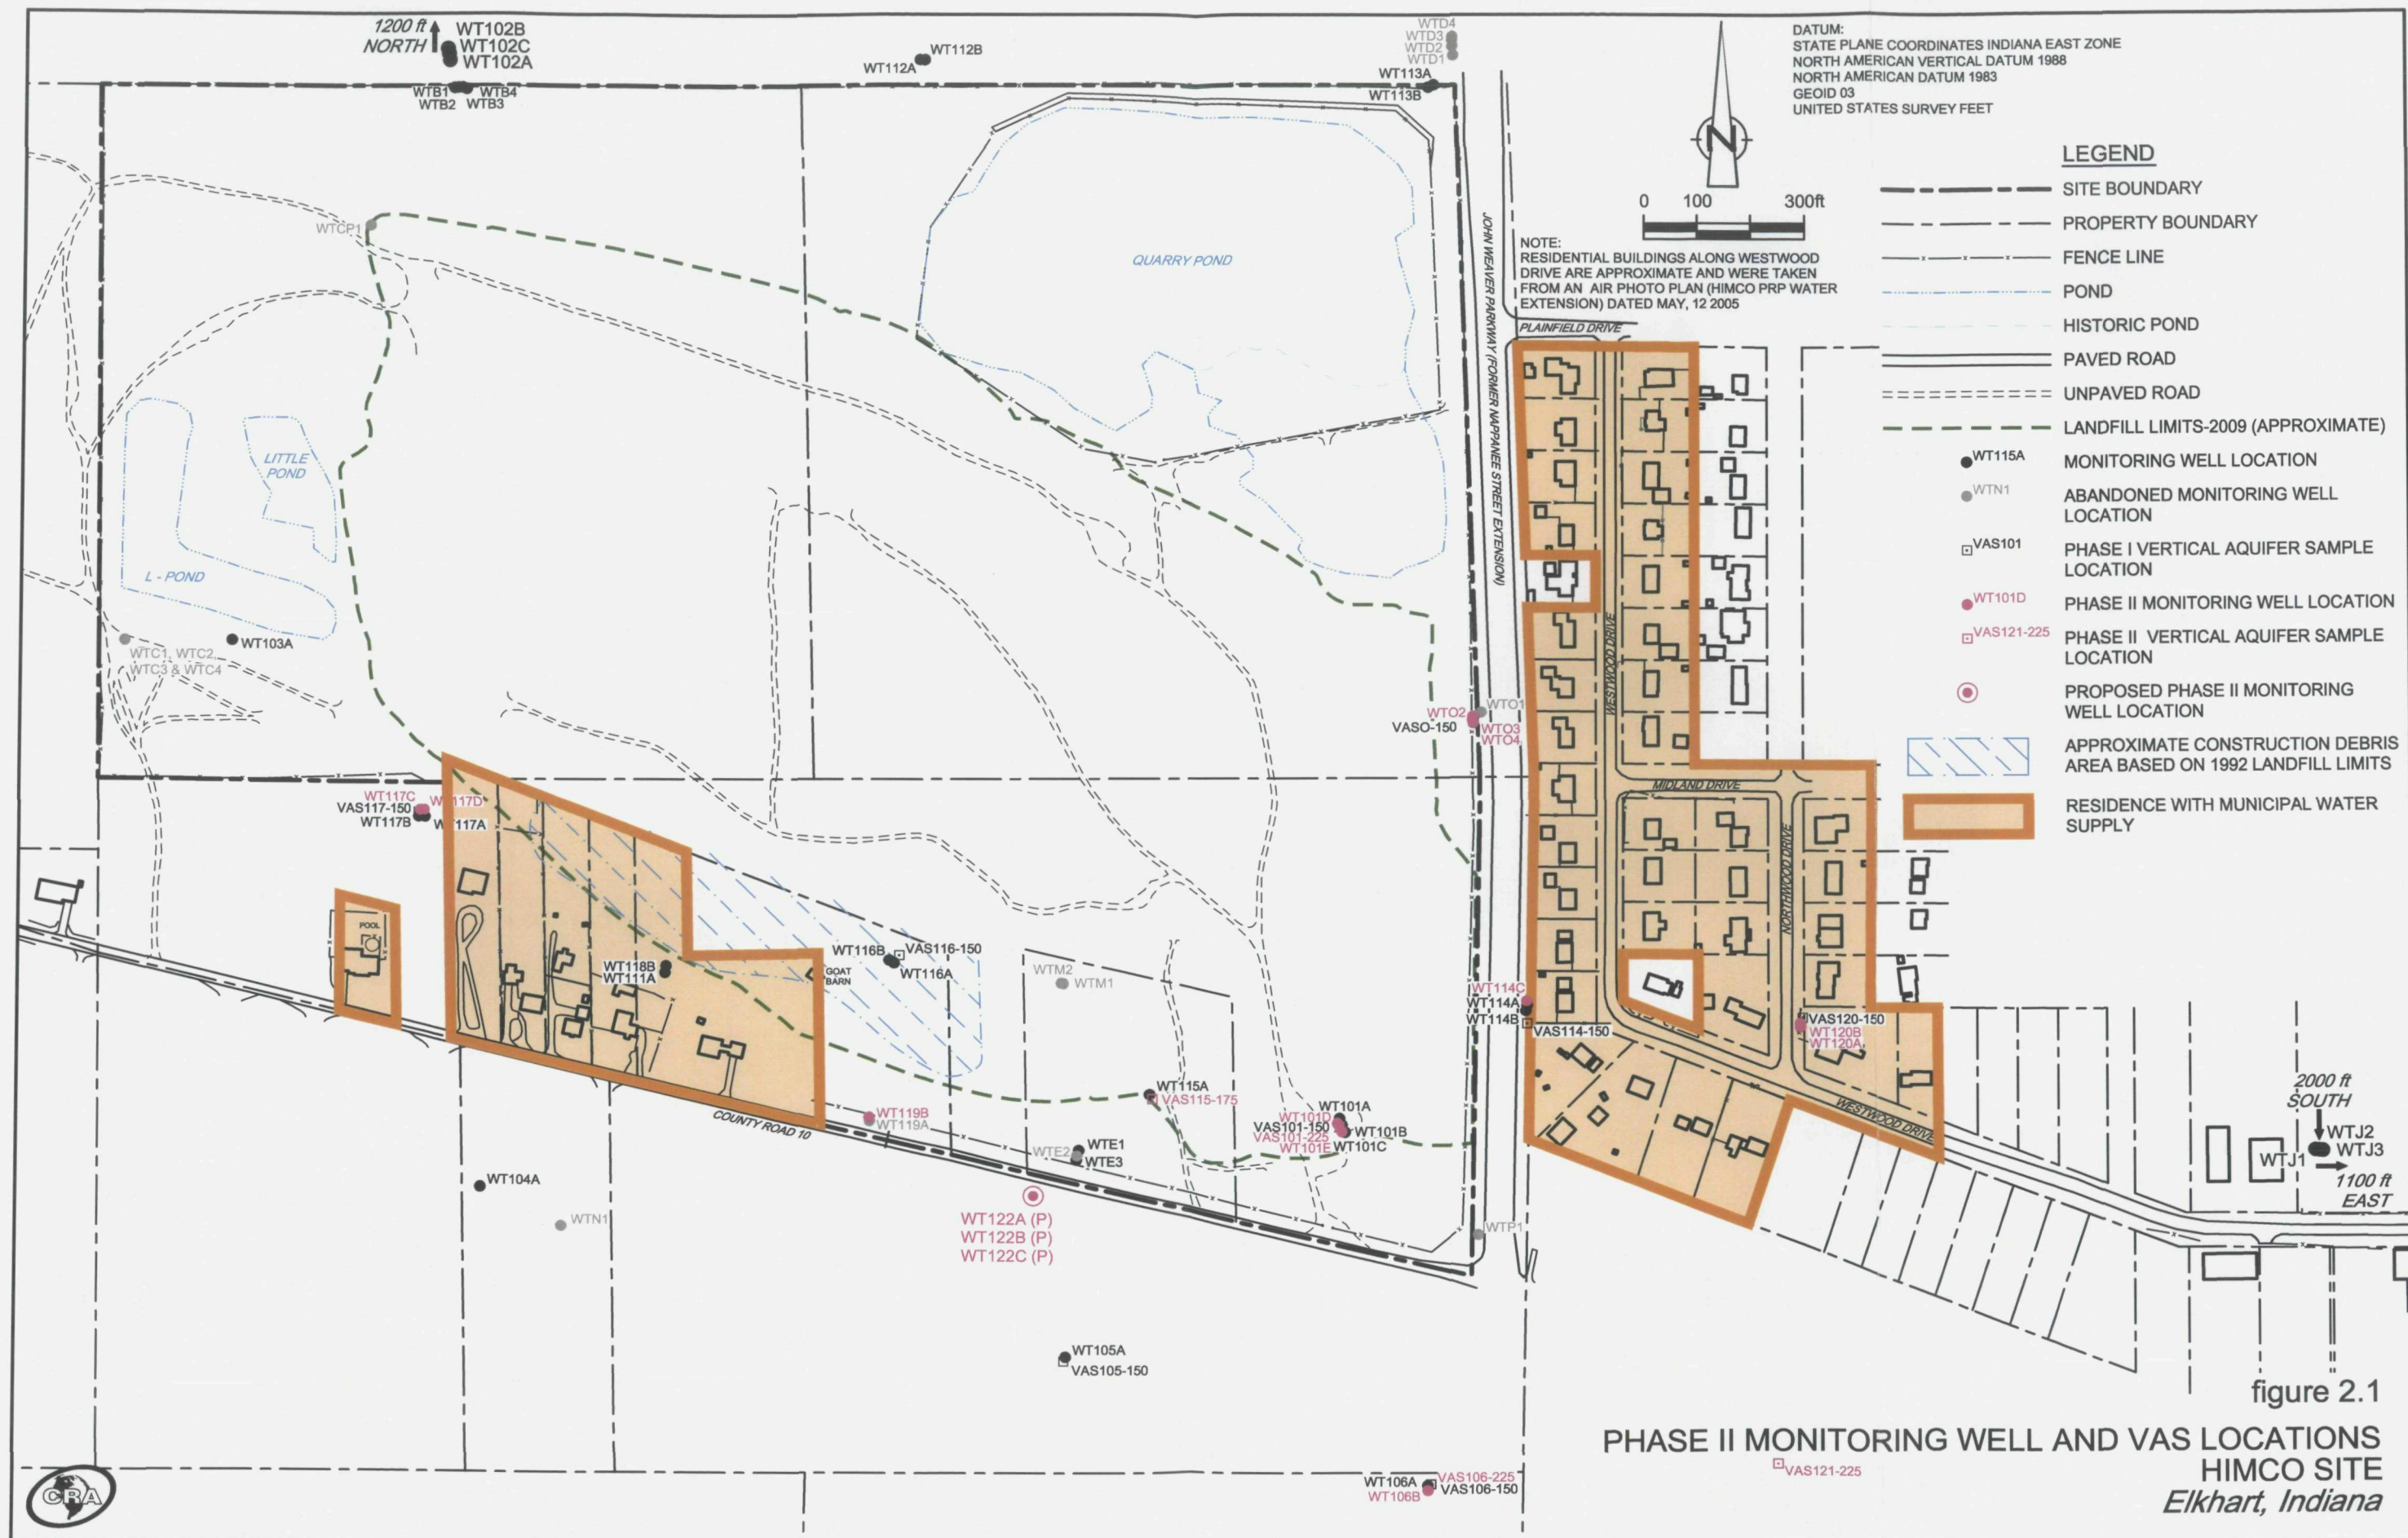 1200 ft
NORTH
WT102B
WT102C
WT102A
WTB1
WTB2
WTB4
WTB3
WT112B
WT112A
WTD4
WTD3
WTD2
WTD1
WT113A
WT113B
DATUM:
STATE PLANE COORDINATES INDIANA EAST ZONE
NORTH AMERICAN VERTICAL DATUM 1988
NORTH AMERICAN DATUM 1983
GEOID 03
UNITED STATES SURVEY FEET
N
0 100 300ft
NOTE:
RESIDENTIAL BUILDINGS ALONG WESTWOOD
DRIVE ARE APPROXIMATE AND WERE TAKEN
FROM AN AIR PHOTO PLAN (HIMCO PRP WATER
EXTENSION) DATED MAY, 12 2005
LEGEND
SITE BOUNDARY
PROPERTY BOUNDARY
FENCE LINE
POND
HISTORIC POND
PAVED ROAD
UNPAVED ROAD
LANDFILL LIMITS-2009 (APPROXIMATE)
WT115A
MONITORING WELL LOCATION
WTN1
ABANDONED MONITORING WELL
LOCATION
VAS101
PHASE I VERTICAL AQUIFER SAMPLE
LOCATION
WT101D
PHASE II MONITORING WELL LOCATION
VAS121-225
PHASE II VERTICAL AQUIFER SAMPLE
LOCATION
PROPOSED PHASE II MONITORING
WELL LOCATION
APPROXIMATE CONSTRUCTION DEBRIS
AREA BASED ON 1992 LANDFILL LIMITS
RESIDENCE WITH MUNICIPAL WATER
SUPPLY
WTCP1
QUARRY POND
JOHN WEAVER PARKWAY (FORMER NAPPANEE STREET EXTENSION)
PLAINFIELD DRIVE
WESTWOOD DRIVE
LITTLE
POND
L - POND
WTC1, WTC2,
WTC3 & WTC4
WT103A
WTO2
VASO-150
WTO1
WTO3
WTO4
MIDLAND DRIVE
NORTHWOOD DRIVE
WT117C
VAS117-150
WT117B
WT117D
WT117A
POOL
WT118B
WT111A
GOAT
BARN
WT116B
VAS116-150
WT116A
WTM2
WTM1
WT114C
WT114A
WT114B
VAS114-150
VAS120-150
WT120B
WT120A
WT115A
VAS115-175
WT119B
WT119A
COUNTY ROAD 10
WT101A
WT101D
VAS101-150
VAS101-225
WT101E
WT101B
WT101C
WTE2
WTE1
WTE3
WESTWOOD DRIVE
2000 ft
SOUTH
WTJ2
WTJ3
WTJ1
1100 ft
EAST
WT104A
WTN1
WT122A (P)
WT122B (P)
WT122C (P)
WTP1
WT105A
VAS105-150
figure 2.1
PHASE II MONITORING WELL AND VAS LOCATIONS
HIMCO SITE
Elkhart, Indiana
VAS121-225
WT106A
WT106B
VAS106-225
VAS106-150
CRA